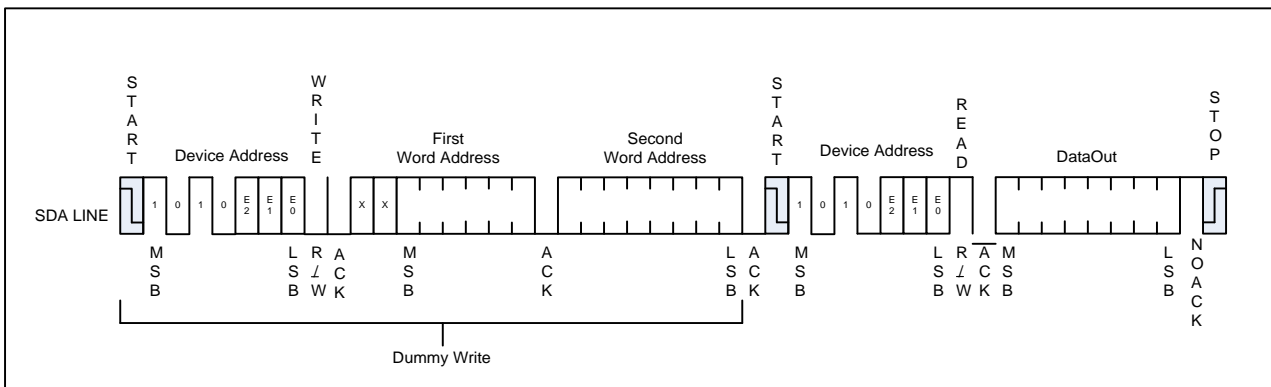 START
WRITE
START
READ
STOP
Device Address
First
Word Address
Second
Word Address
Device Address
DataOut
SDA LINE
1 0 1 0 E2 E1 E0
X X
1 0 1 0 E2 E1 E0
MSB
LSB
R/W
ACK
MSB
ACK
LSB
ACK
MSB
LSB
R/W
ACK
MSB
LSB
NOACK
Dummy Write